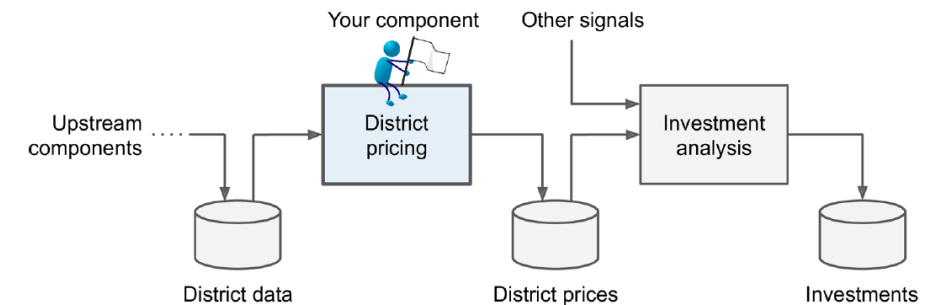 Your component
Other signals
Upstream
components
District
pricing
Investment
analysis
District data
District prices
Investments